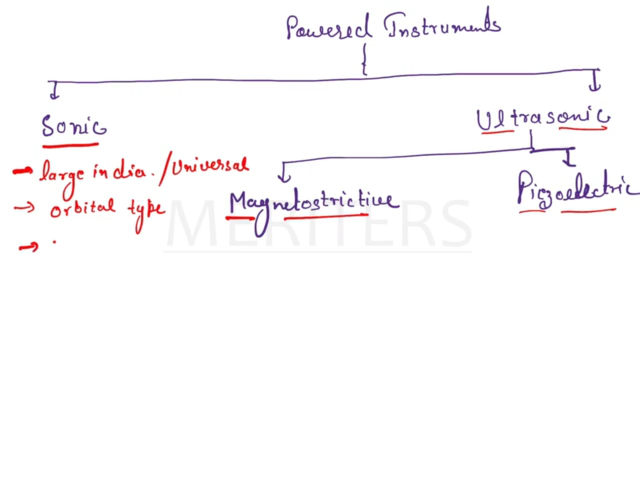 Powered Instruments
Sonic
Ultrasonic
→ large in dia. / Universal
Magnetostrictive
Piezoelectric
→ Orbital type
MERITERS
→